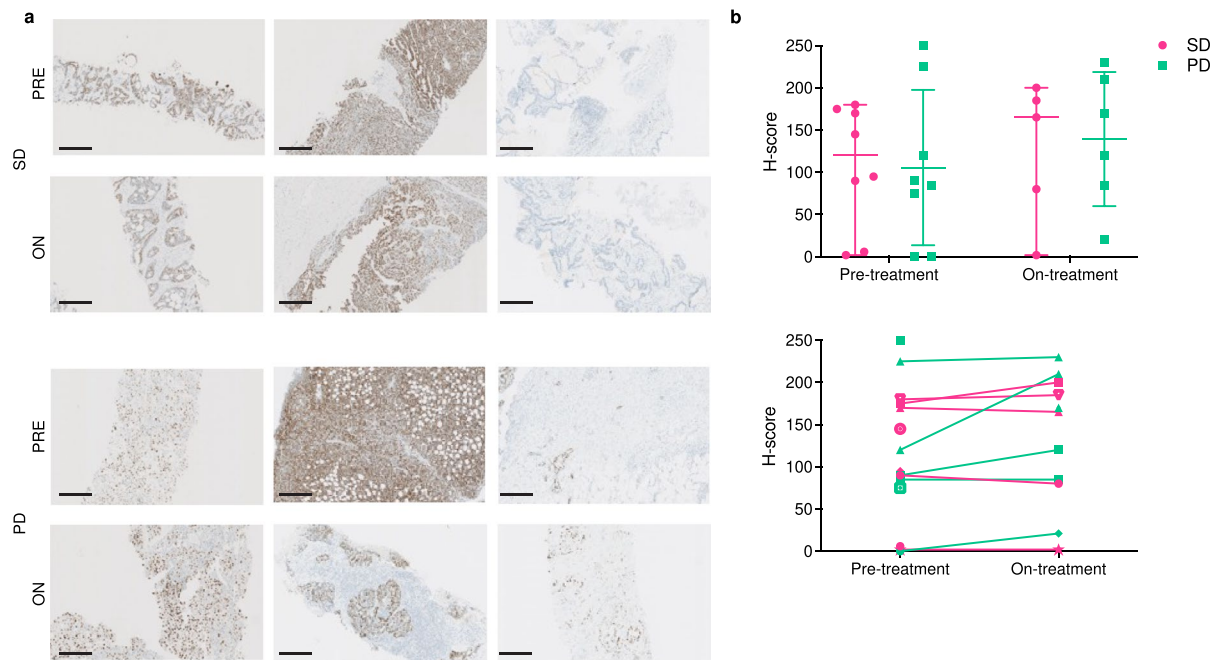 a
PRE
SD
ON
PRE
PD
ON
b
SD
PD
250
200
150
100
50
0
H-score
Pre-treatment
On-treatment
250
200
150
100
50
0
H-score
Pre-treatment
On-treatment